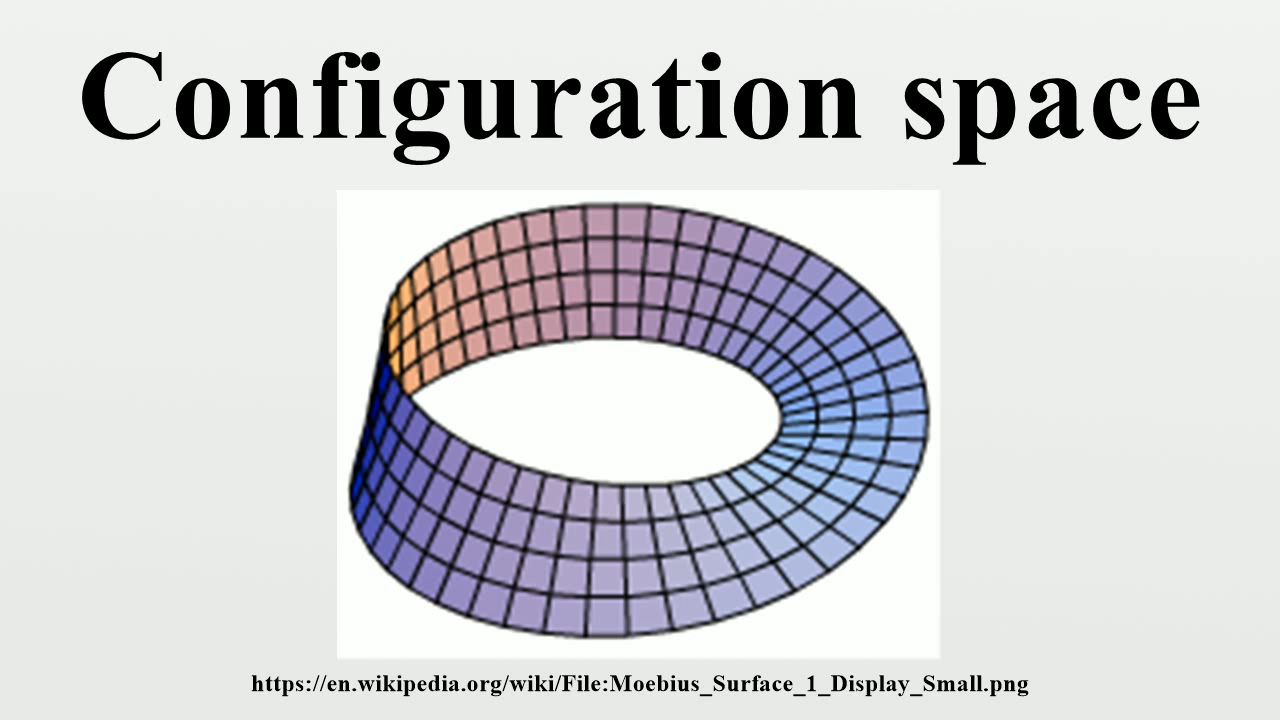 Configuration space
https://en.wikipedia.org/wiki/File:Moebius_Surface_1_Display_Small.png